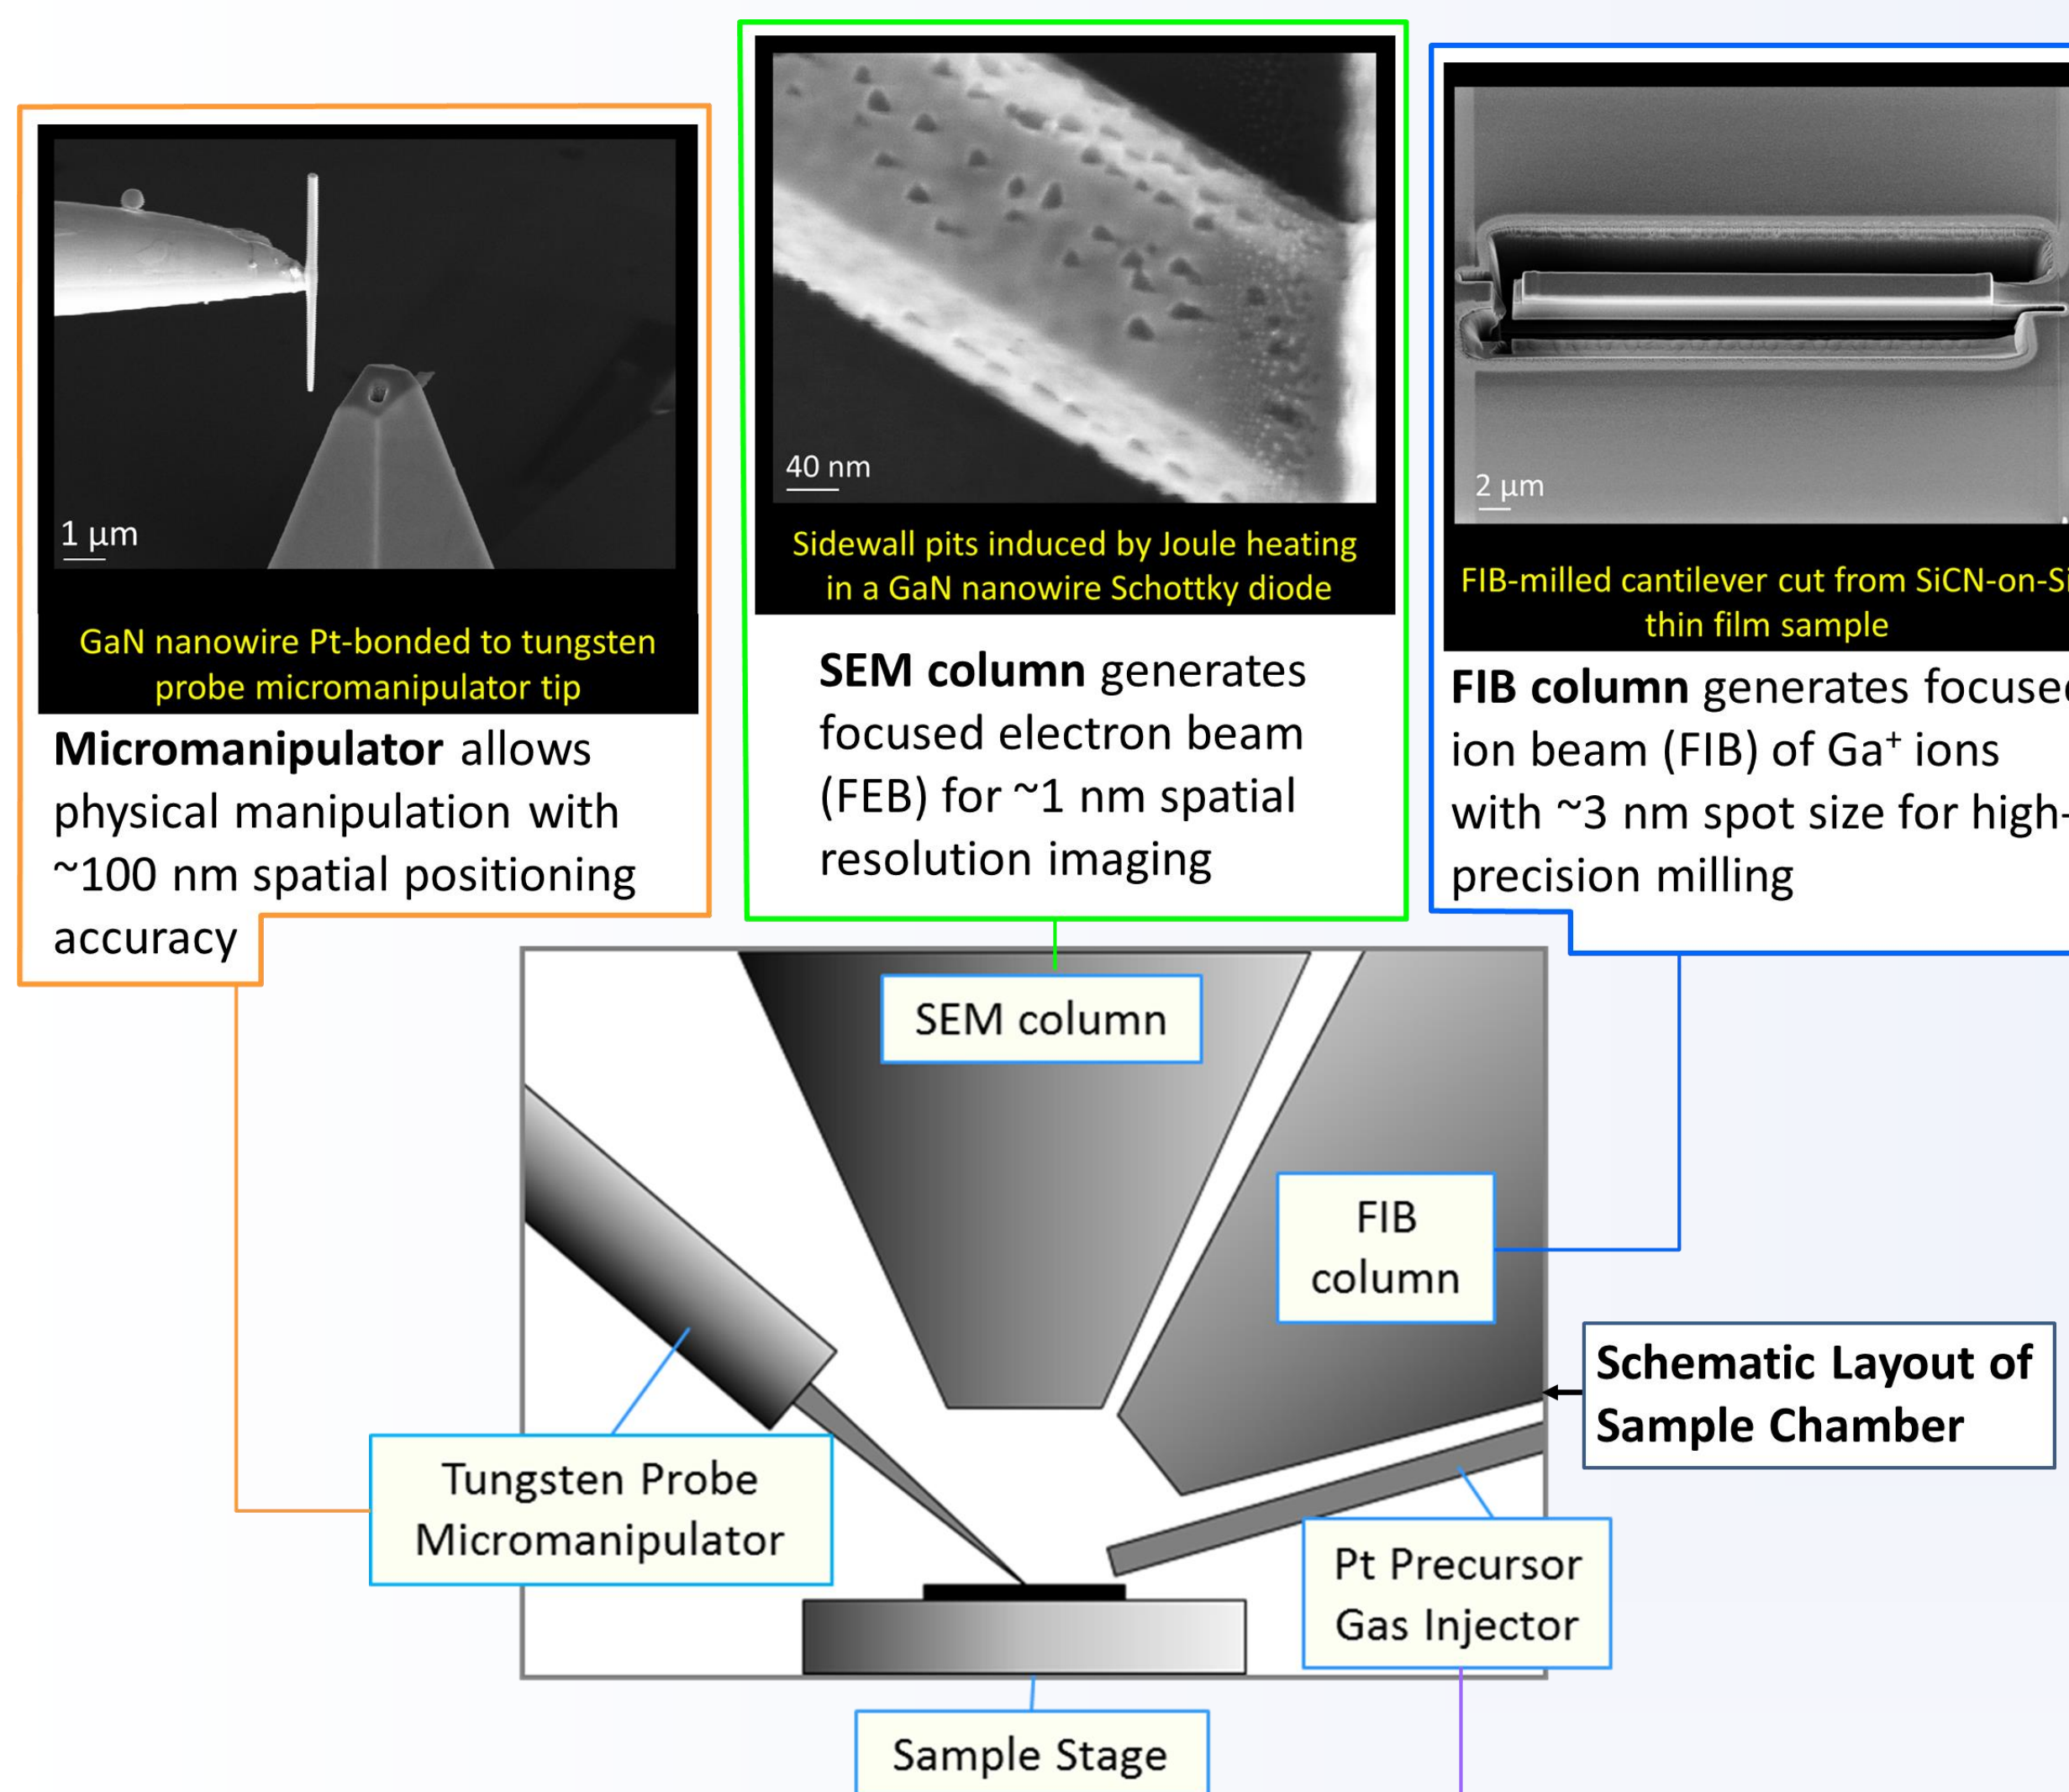 1 μm
GaN nanowire Pt-bonded to tungsten
probe micromanipulator tip
Micromanipulator allows
physical manipulation with
~100 nm spatial positioning
accuracy
40 nm
Sidewall pits induced by Joule heating
in a GaN nanowire Schottky diode
SEM column generates
focused electron beam
(FEB) for ~1 nm spatial
resolution imaging
2 μm
FIB-milled cantilever cut from SiCN-on-Si
thin film sample
FIB column generates focused
ion beam (FIB) of Ga⁺ ions
with ~3 nm spot size for high-
precision milling
SEM column
FIB
column
Schematic Layout of
Sample Chamber
Tungsten Probe
Micromanipulator
Pt Precursor
Gas Injector
Sample Stage